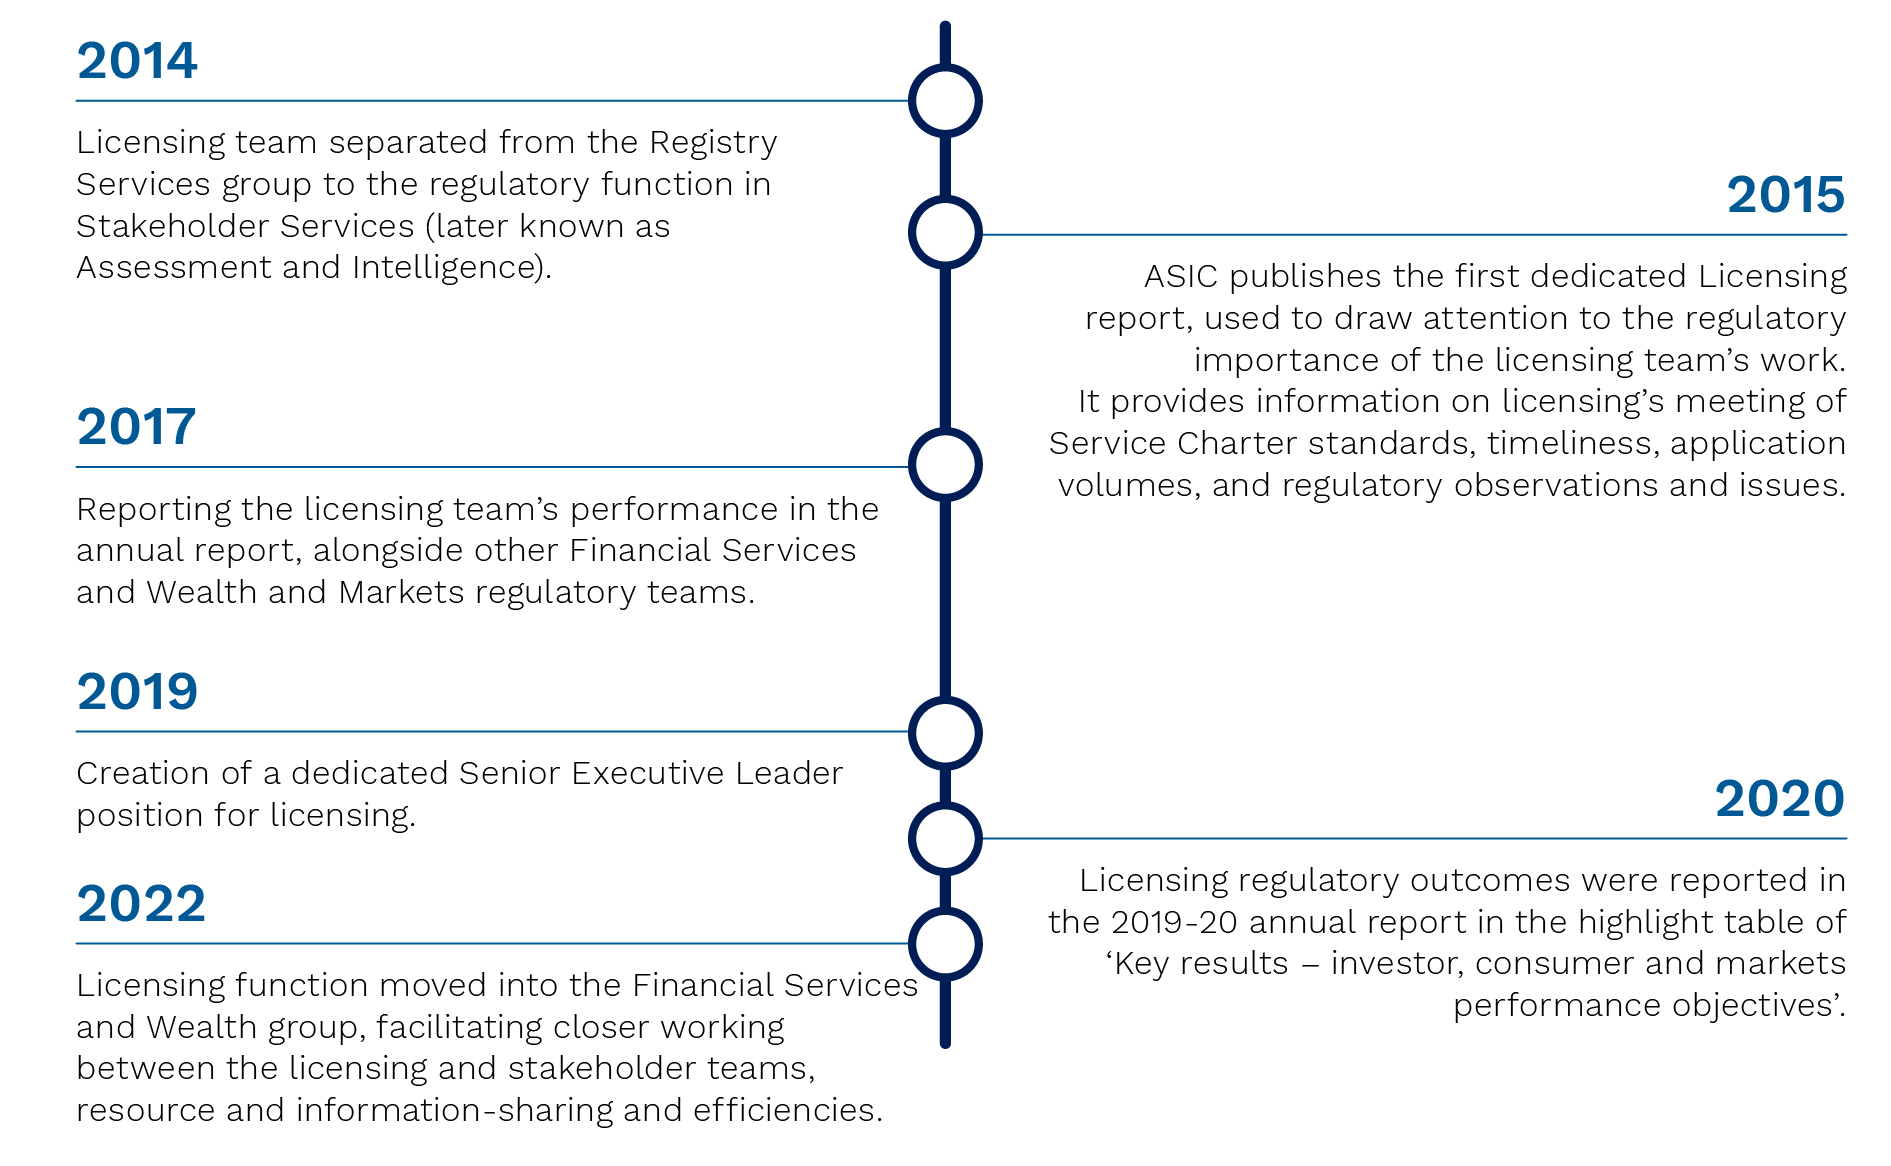 2014
Licensing team separated from the Registry
Services group to the regulatory function in
Stakeholder Services (later known as
Assessment and Intelligence).
2015
ASIC publishes the first dedicated Licensing
report, used to draw attention to the regulatory
importance of the licensing team’s work.
It provides information on licensing’s meeting of
Service Charter standards, timeliness, application
volumes, and regulatory observations and issues.
2017
Reporting the licensing team’s performance in the
annual report, alongside other Financial Services
and Wealth and Markets regulatory teams.
2019
Creation of a dedicated Senior Executive Leader
position for licensing.
2020
Licensing regulatory outcomes were reported in
the 2019-20 annual report in the highlight table of
‘Key results – investor, consumer and markets
performance objectives’.
2022
Licensing function moved into the Financial Services
and Wealth group, facilitating closer working
between the licensing and stakeholder teams,
resource and information-sharing and efficiencies.